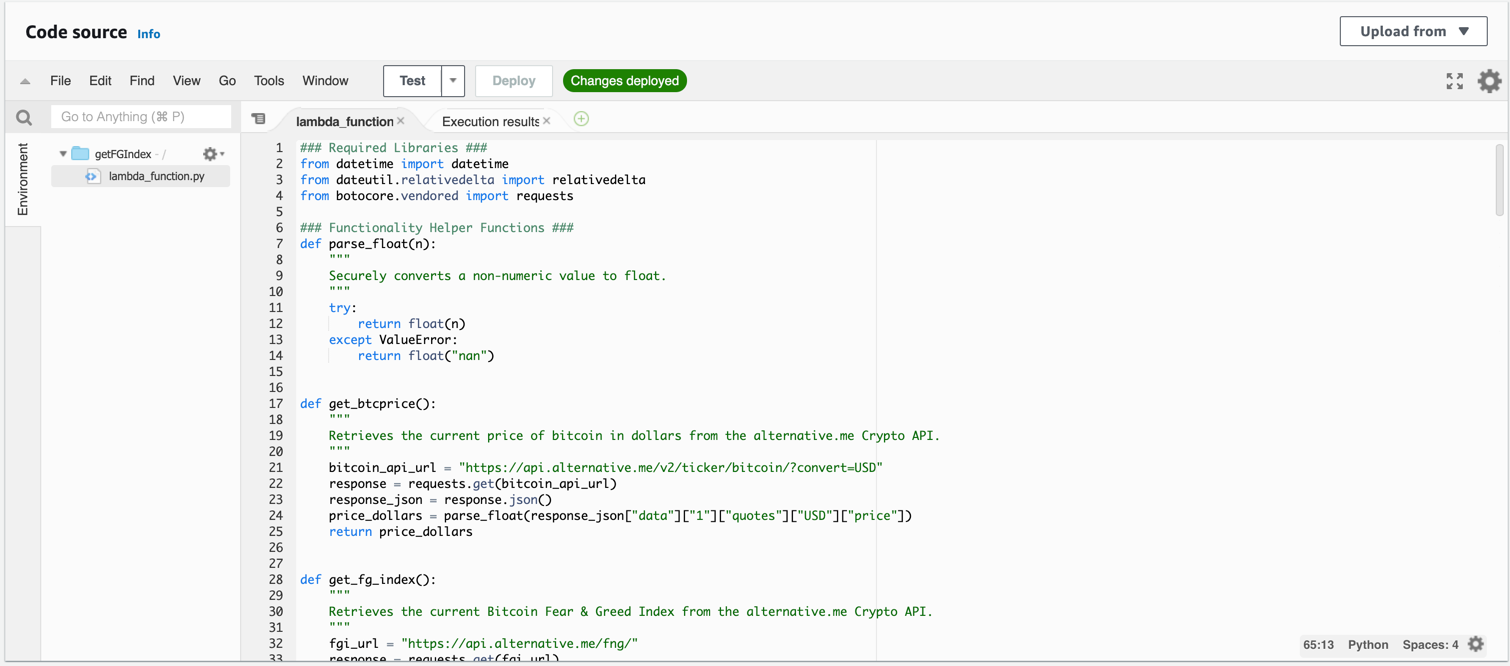 Code source Info
Upload from ▼
File Edit Find View Go Tools Window Test Deploy Changes deployed
Go to Anything (⌘ P)
lambda_function × Execution results ×
Environment
getFGIndex - /
lambda_function.py
1 ### Required Libraries ###
2 from datetime import datetime
3 from dateutil.relativedelta import relativedelta
4 from botocore.vendored import requests
5
6 ### Functionality Helper Functions ###
7 def parse_float(n):
8     """
9     Securely converts a non-numeric value to float.
10     """
11     try:
12         return float(n)
13     except ValueError:
14         return float("nan")
15
16
17 def get_btcprice():
18     """
19     Retrieves the current price of bitcoin in dollars from the alternative.me Crypto API.
20     """
21     bitcoin_api_url = "https://api.alternative.me/v2/ticker/bitcoin/?convert=USD"
22     response = requests.get(bitcoin_api_url)
23     response_json = response.json()
24     price_dollars = parse_float(response_json["data"]["1"]["quotes"]["USD"]["price"])
25     return price_dollars
26
27
28 def get_fg_index():
29     """
30     Retrieves the current Bitcoin Fear & Greed Index from the alternative.me Crypto API.
31     """
32     fgi_url = "https://api.alternative.me/fng/"
33     response = requests.get(fgi_url)
65:13 Python Spaces: 4